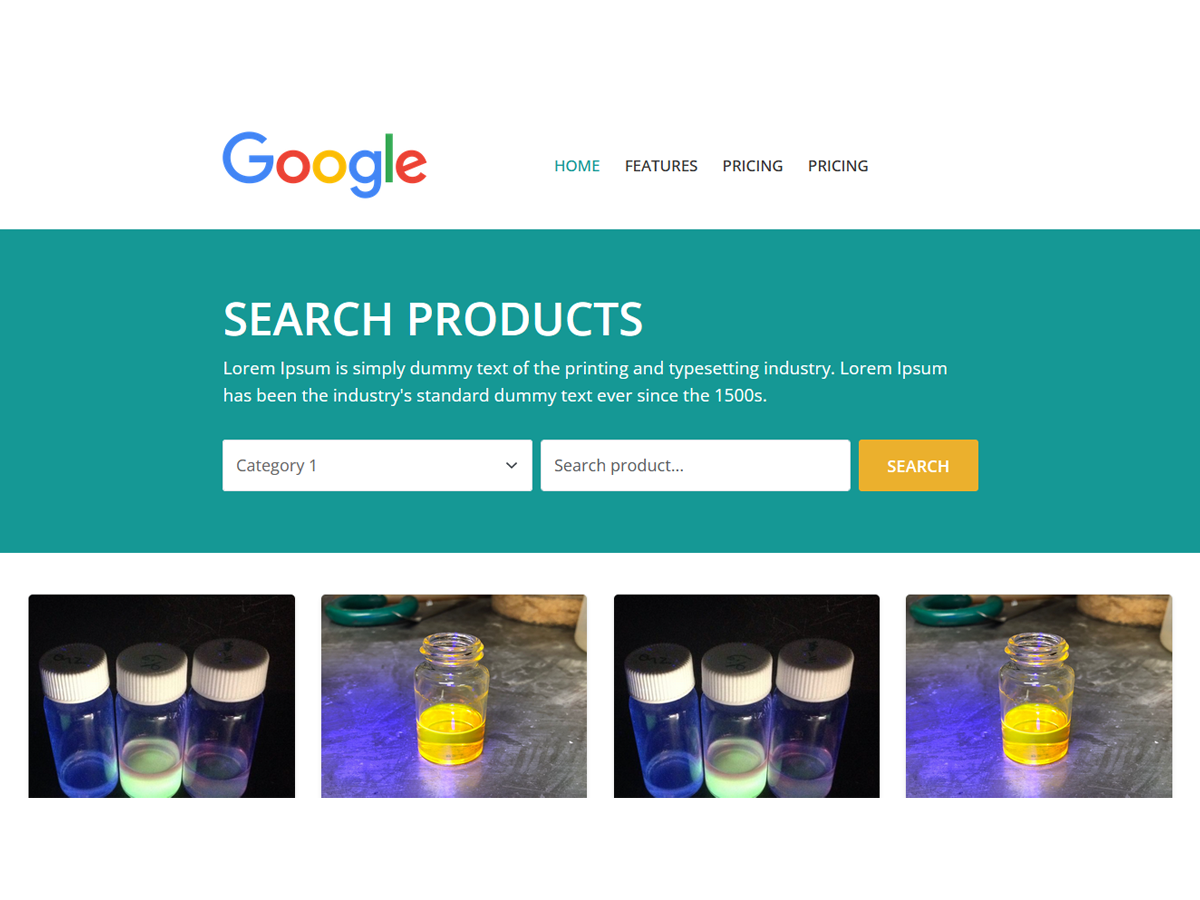 Google
HOME FEATURES PRICING PRICING
SEARCH PRODUCTS
Lorem Ipsum is simply dummy text of the printing and typesetting industry. Lorem Ipsum
has been the industry's standard dummy text ever since the 1500s.
Category 1 Search product... SEARCH